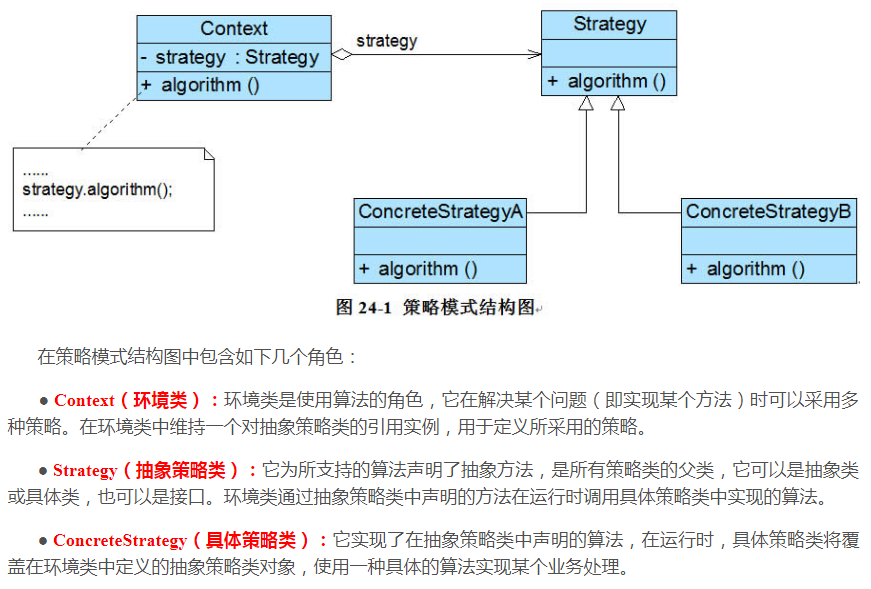 Context
- strategy : Strategy
+ algorithm ()
strategy
Strategy
+ algorithm ()
......
strategy.algorithm();
......
ConcreteStrategyA
+ algorithm ()
ConcreteStrategyB
+ algorithm ()
图 24-1 策略模式结构图
在策略模式结构图中包含如下几个角色：
● Context（环境类）：环境类是使用算法的角色，它在解决某个问题（即实现某个方法）时可以采用多
种策略。在环境类中维持一个对抽象策略类的引用实例，用于定义所采用的策略。
● Strategy（抽象策略类）：它为所支持的算法声明了抽象方法，是所有策略类的父类，它可以是抽象类
或具体类，也可以是接口。环境类通过抽象策略类中声明的方法在运行时调用具体策略类中实现的算法。
● ConcreteStrategy（具体策略类）：它实现了在抽象策略类中声明的算法，在运行时，具体策略类将覆
盖在环境类中定义的抽象策略类对象，使用一种具体的算法实现某个业务处理。